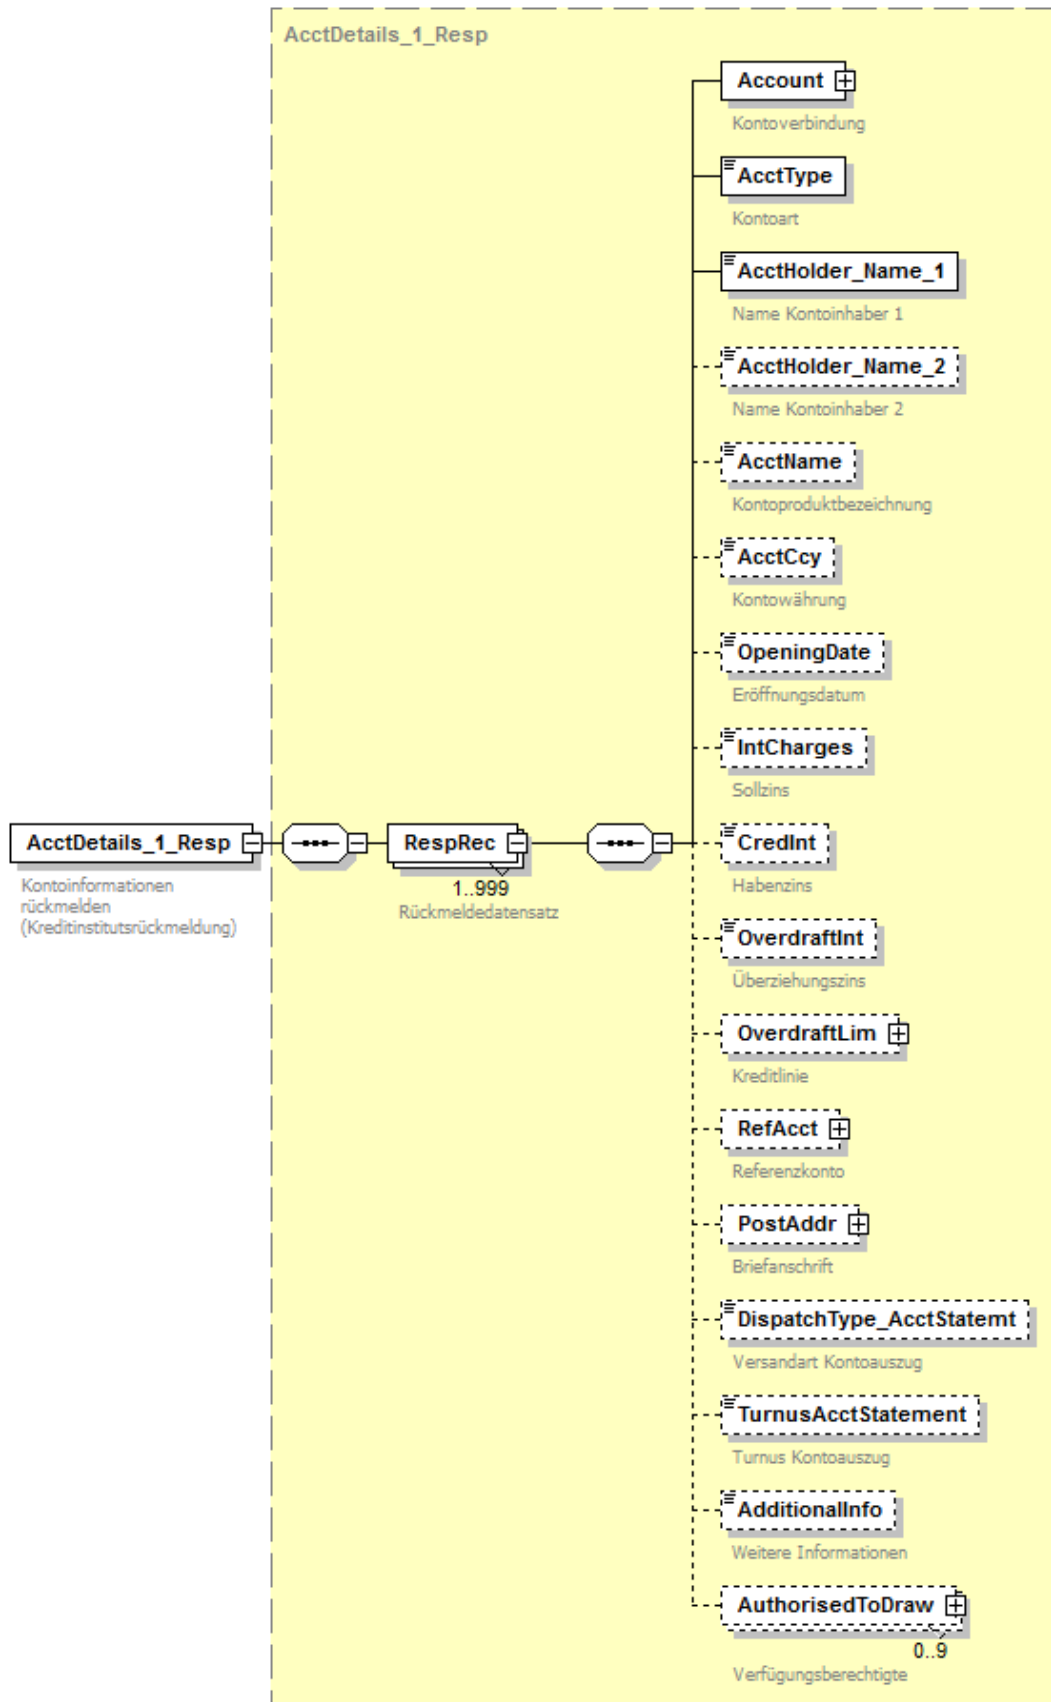 AcctDetails_1_Resp
Account
Kontoverbindung
AcctType
Kontoart
AcctHolder_Name_1
Name Kontoinhaber 1
AcctHolder_Name_2
Name Kontoinhaber 2
AcctName
Kontoproduktbezeichnung
AcctCcy
Kontowährung
OpeningDate
Eröffnungsdatum
IntCharges
Sollzins
AcctDetails_1_Resp
Kontoinformationen
rückmelden
(Kreditinstitutsrückmeldung)
RespRec
1..999
Rückmeldedatensatz
CredInt
Habenzins
OverdraftInt
Überziehungszins
OverdraftLim
Kreditlinie
RefAcct
Referenzkonto
PostAddr
Briefanschrift
DispatchType_AcctStatemt
Versandart Kontoauszug
TurnusAcctStatement
Turnus Kontoauszug
AdditionalInfo
Weitere Informationen
AuthorisedToDraw
0..9
Verfügungsberechtigte